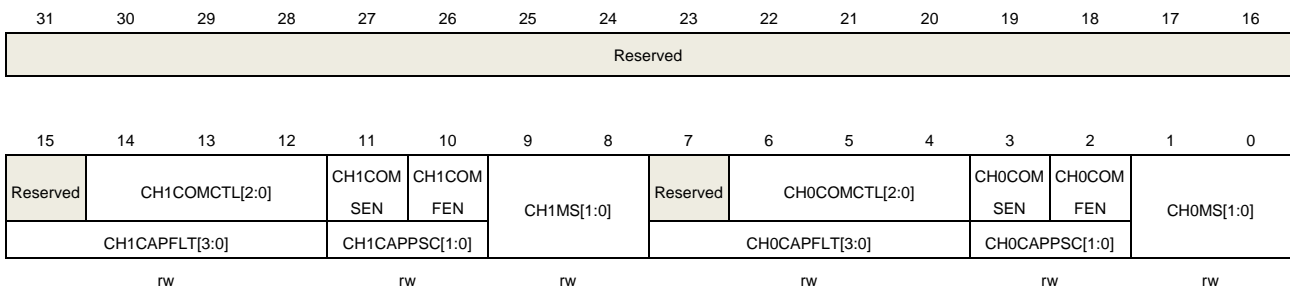 31 30 29 28 27 26 25 24 23 22 21 20 19 18 17 16
Reserved
15 14 13 12 11 10 9 8 7 6 5 4 3 2 1 0
Reserved CH1COMCTL[2:0] CH1COM SEN CH1COM FEN CH1MS[1:0] Reserved CH0COMCTL[2:0] CH0COM SEN CH0COM FEN CH0MS[1:0]
CH1CAPFLT[3:0] CH1CAPPSC[1:0] CH0CAPFLT[3:0] CH0CAPPSC[1:0]
rw rw rw rw rw rw